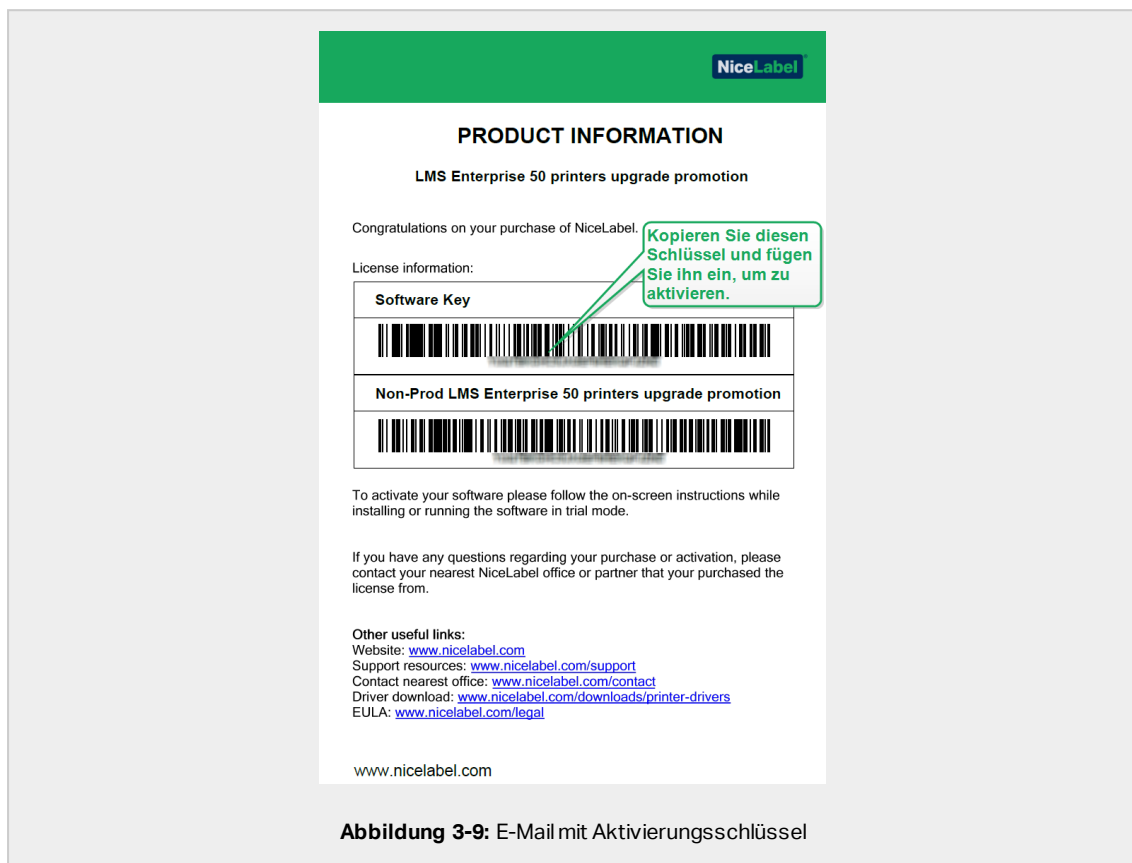 NiceLabel
PRODUCT INFORMATION
LMS Enterprise 50 printers upgrade promotion
Congratulations on your purchase of NiceLabel.
Kopieren Sie diesen
Schlüssel und fügen
Sie ihn ein, um zu
aktivieren.
License information:
Software Key
Non-Prod LMS Enterprise 50 printers upgrade promotion
To activate your software please follow the on-screen instructions while
installing or running the software in trial mode.
If you have any questions regarding your purchase or activation, please
contact your nearest NiceLabel office or partner that your purchased the
license from.
Other useful links:
Website: www.nicelabel.com
Support resources: www.nicelabel.com/support
Contact nearest office: www.nicelabel.com/contact
Driver download: www.nicelabel.com/downloads/printer-drivers
EULA: www.nicelabel.com/legal
www.nicelabel.com
Abbildung 3-9: E-Mail mit Aktivierungsschlüssel